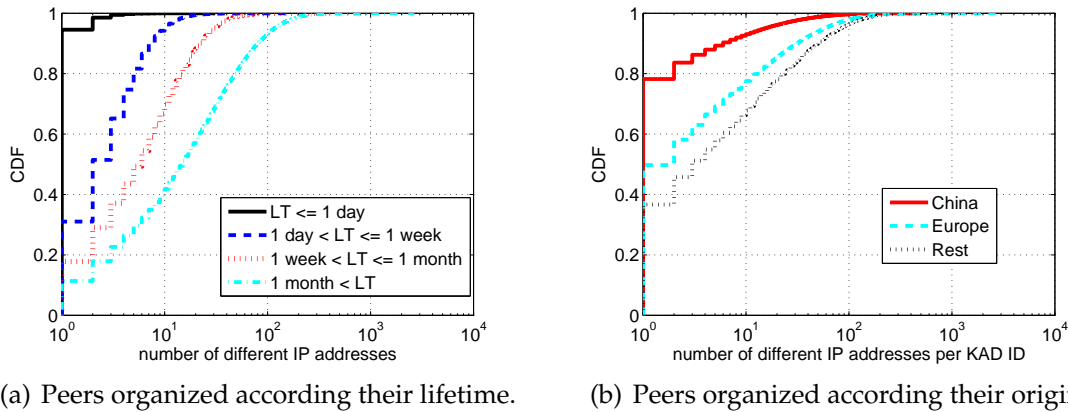 1
0.8
0.6
0.4
0.2
0
CDF
10^0 10^1 10^2 10^3 10^4
number of different IP addresses
LT <= 1 day
1 day < LT <= 1 week
1 week < LT <= 1 month
1 month < LT
(a) Peers organized according their lifetime.
1
0.8
0.6
0.4
0.2
0
CDF
10^0 10^1 10^2 10^3 10^4
number of different IP addresses per KAD ID
China
Europe
Rest
(b) Peers organized according their origi